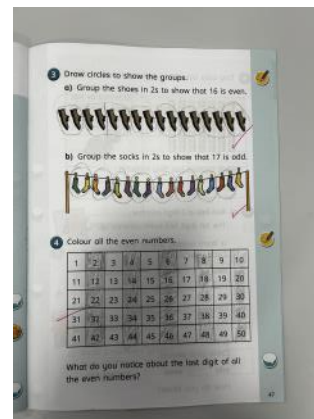 3 Draw circles to show the groups.
a) Group the shoes in 2s to show that 16 is even.
b) Group the socks in 2s to show that 17 is odd.
4 Colour all the even numbers.
1 2 3 4 5 6 7 8 9 10
11 12 13 14 15 16 17 18 19 20
21 22 23 24 25 26 27 28 29 30
31 32 33 34 35 36 37 38 39 40
41 42 43 44 45 46 47 48 49 50
What do you notice about the last digit of all
the even numbers?
47